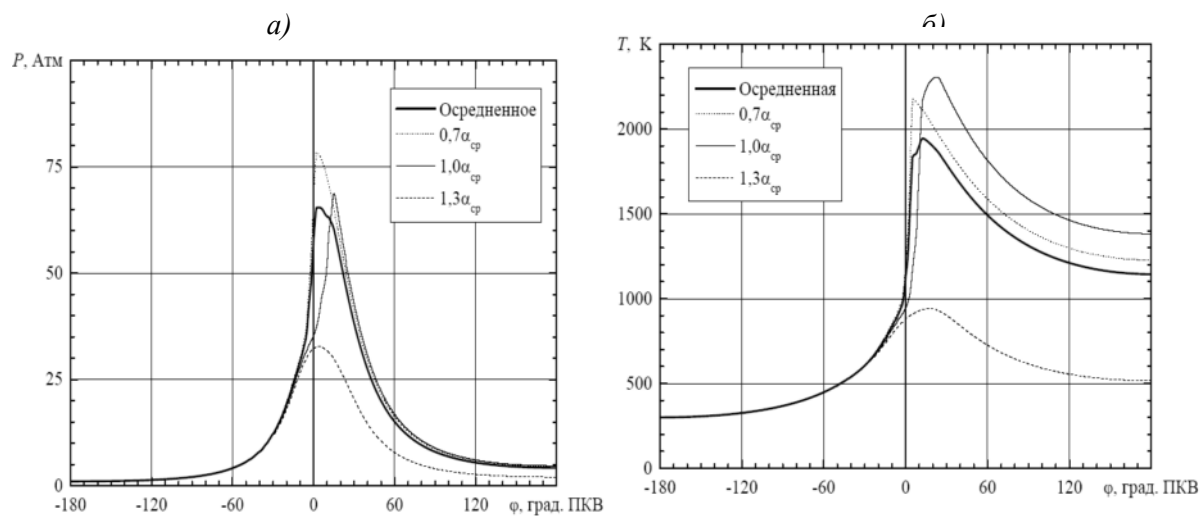 а)
P, Атм
Осредненное
0,7αср
1,0αср
1,3αср
75
50
25
0
-180 -120 -60 0 60 120 φ, град. ПКВ
б)
T, K
Осредненная
0,7αср
1,0αср
1,3αср
2000
1500
1000
500
0
-180 -120 -60 0 60 120 φ, град. ПКВ